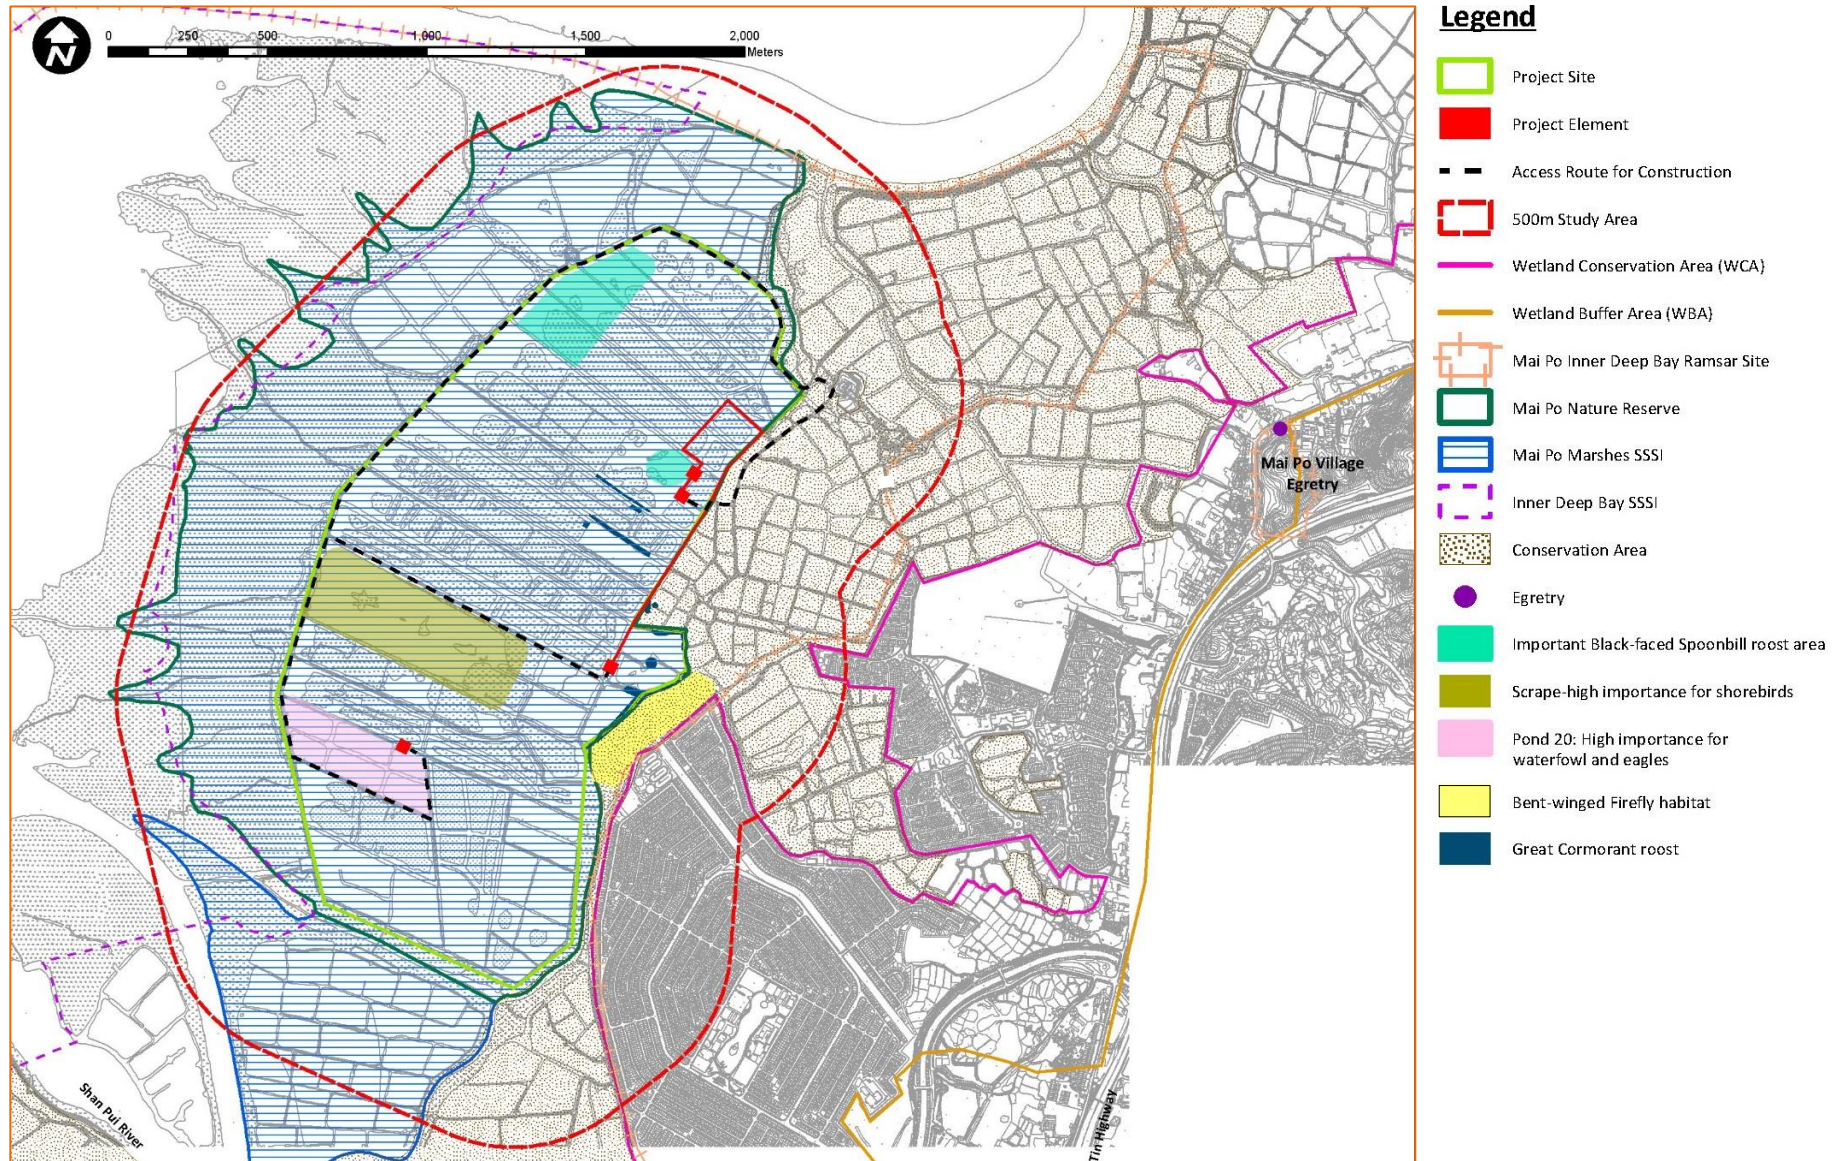 N
0 250 500 1,000 1,500 2,000
Meters
Mai Po Village
Egretry
Shan Pui River
Tin Highway
Legend
Project Site
Project Element
Access Route for Construction
500m Study Area
Wetland Conservation Area (WCA)
Wetland Buffer Area (WBA)
Mai Po Inner Deep Bay Ramsar Site
Mai Po Nature Reserve
Mai Po Marshes SSSI
Inner Deep Bay SSSI
Conservation Area
Egretry
Important Black-faced Spoonbill roost area
Scrape-high importance for shorebirds
Pond 20: High importance for
waterfowl and eagles
Bent-winged Firefly habitat
Great Cormorant roost